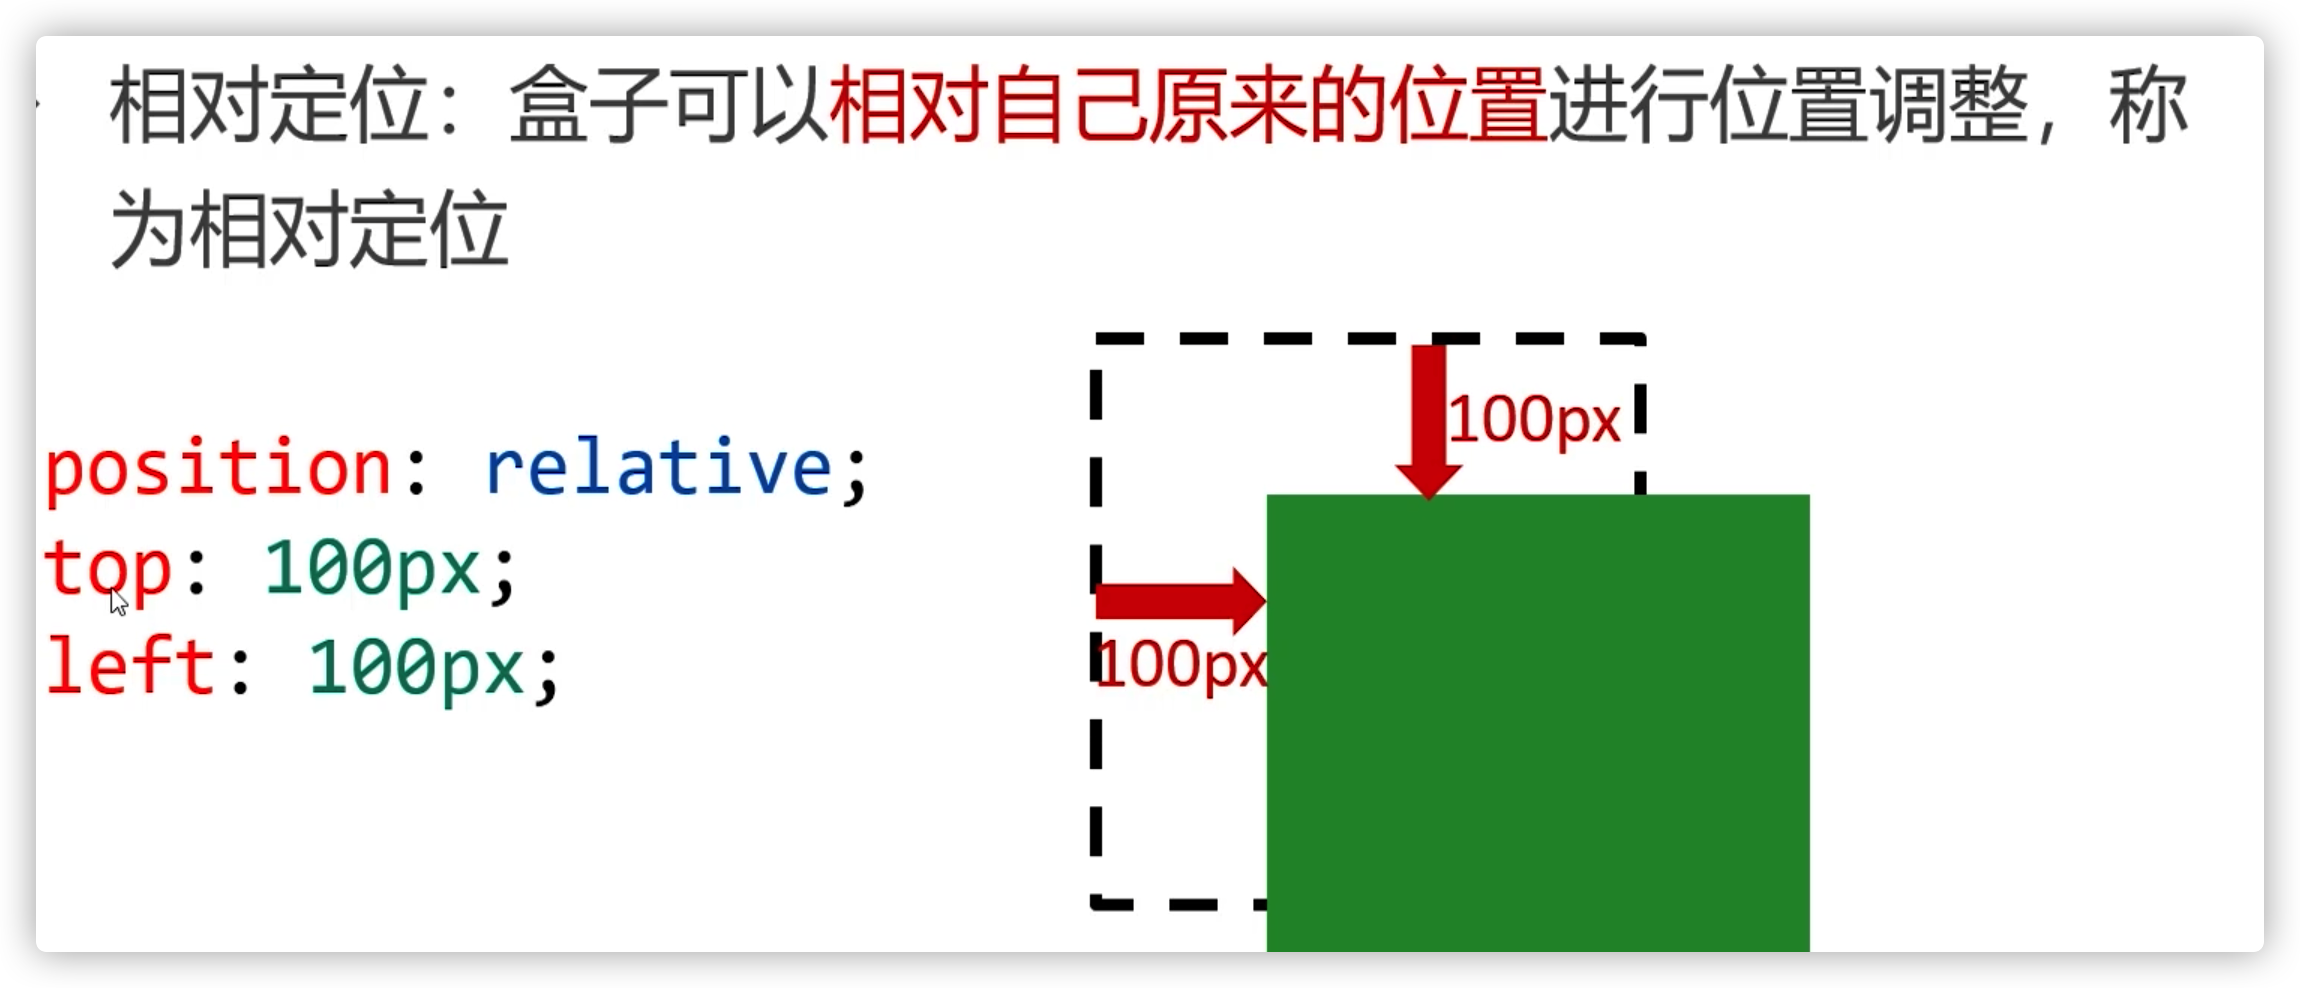 相对定位：盒子可以相对自己原来的位置进行位置调整，称
为相对定位
position: relative;
top: 100px;
left: 100px;
100px
100px